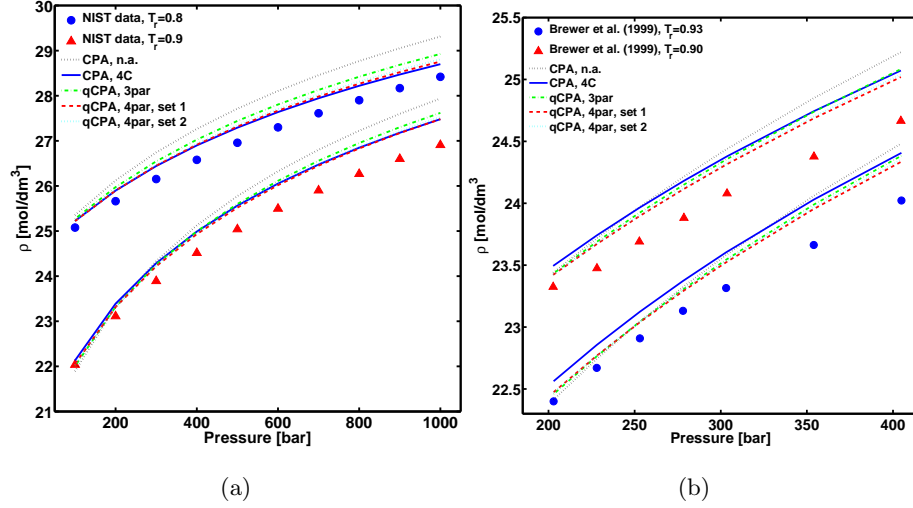 NIST data, T_r=0.8
NIST data, T_r=0.9
CPA, n.a.
CPA, 4C
qCPA, 3par
qCPA, 4par, set 1
qCPA, 4par, set 2
30
29
28
27
26
25
24
23
22
21
ρ [mol/dm³]
200 400 600 800 1000
Pressure [bar]
(a)
Brewer et al. (1999), T_r=0.93
Brewer et al. (1999), T_r=0.90
CPA, n.a.
CPA, 4C
qCPA, 3par
qCPA, 4par, set 1
qCPA, 4par, set 2
25.5
25
24.5
24
23.5
23
22.5
ρ [mol/dm³]
200 250 300 350 400
Pressure [bar]
(b)